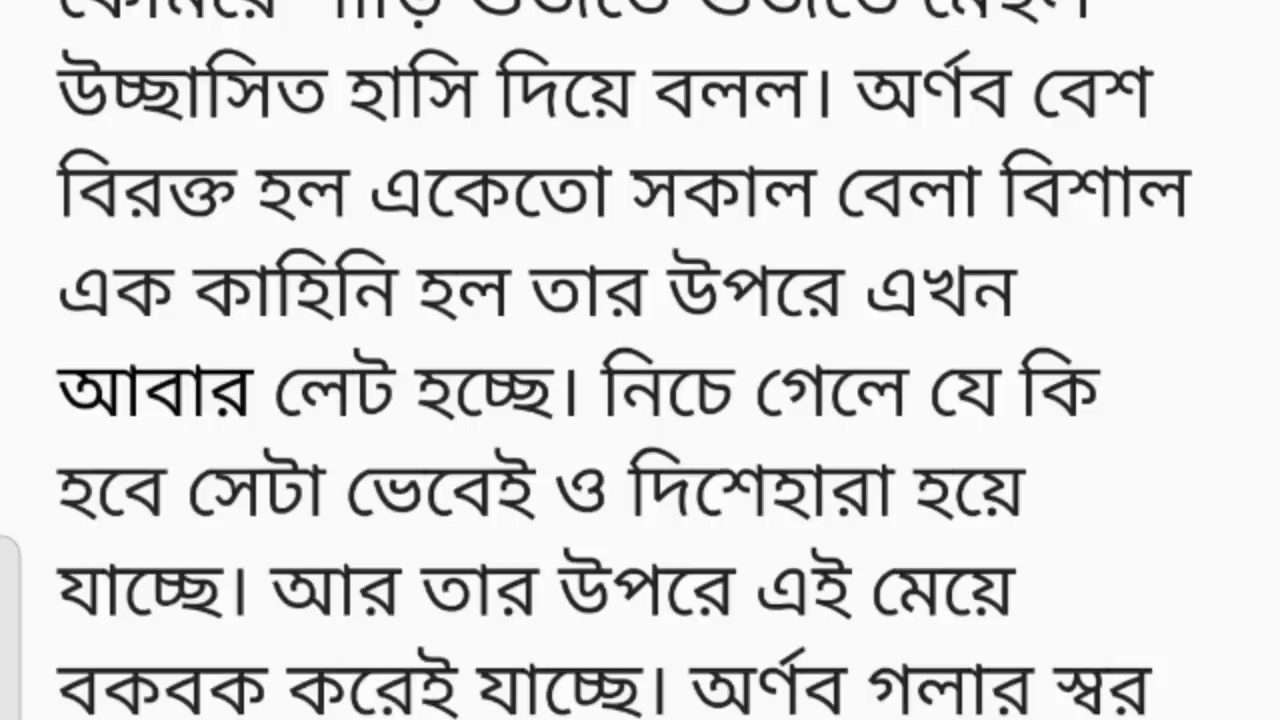 উচ্ছাসিত হাসি দিয়ে বলল। অর্ণব বেশ
বিরক্ত হল একেতো সকাল বেলা বিশাল
এক কাহিনি হল তার উপরে এখন
আবার লেট হচ্ছে। নিচে গেলে যে কি
হবে সেটা ভেবেই ও দিশেহারা হয়ে
যাচ্ছে। আর তার উপরে এই মেয়ে
বকবক করেই যাচ্ছে। অর্ণব গলার স্বর